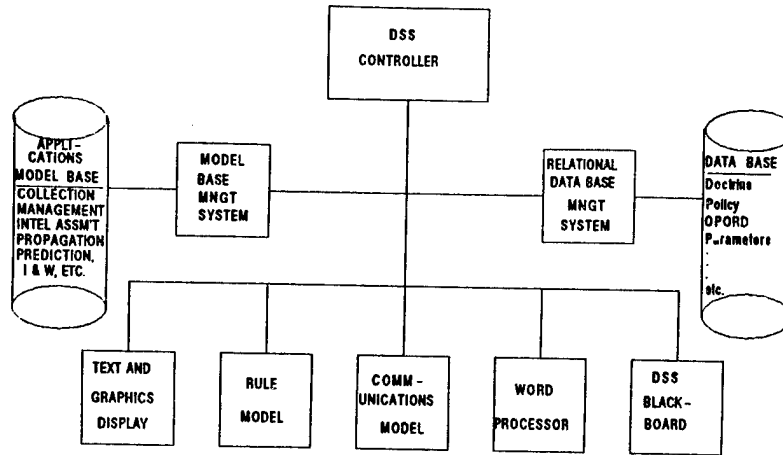 DSS
CONTROLLER
APPLI-
CATIONS
MODEL BASE
COLLECTION
MANAGEMENT
INTEL ASSM'T
PROPAGATION
PREDICTION,
I & W, ETC.
MODEL
BASE
MNGT
SYSTEM
RELATIONAL
DATA BASE
MNGT
SYSTEM
DATA BASE
Doctrine
Policy
OPORD
Parameters
.
.
.
etc.
TEXT AND
GRAPHICS
DISPLAY
RULE
MODEL
COMM-
UNICATIONS
MODEL
WORD
PROCESSOR
DSS
BLACK-
BOARD